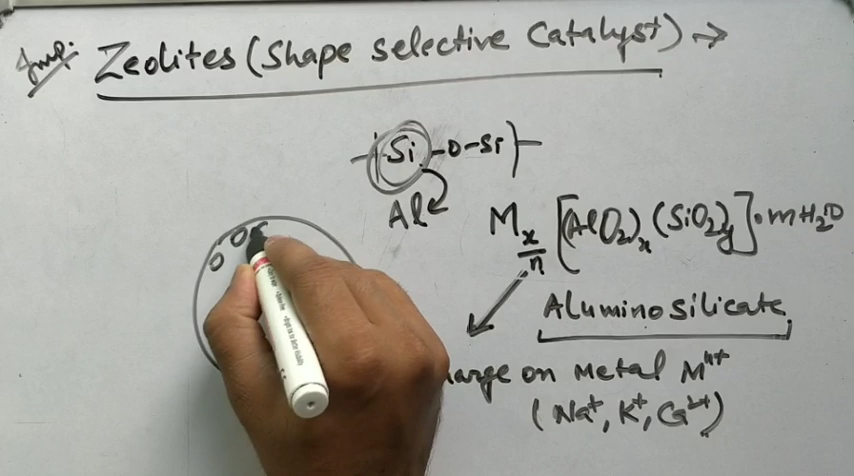 Imp: Zeolites (Shape selective Catalyst) →
-(Si-O-Si)-
Al
M x/n [(AlO2)x (SiO2)y]·mH2O
Aluminosilicate
arge on Metal Mn+
(Na+, K+, Ca2+)